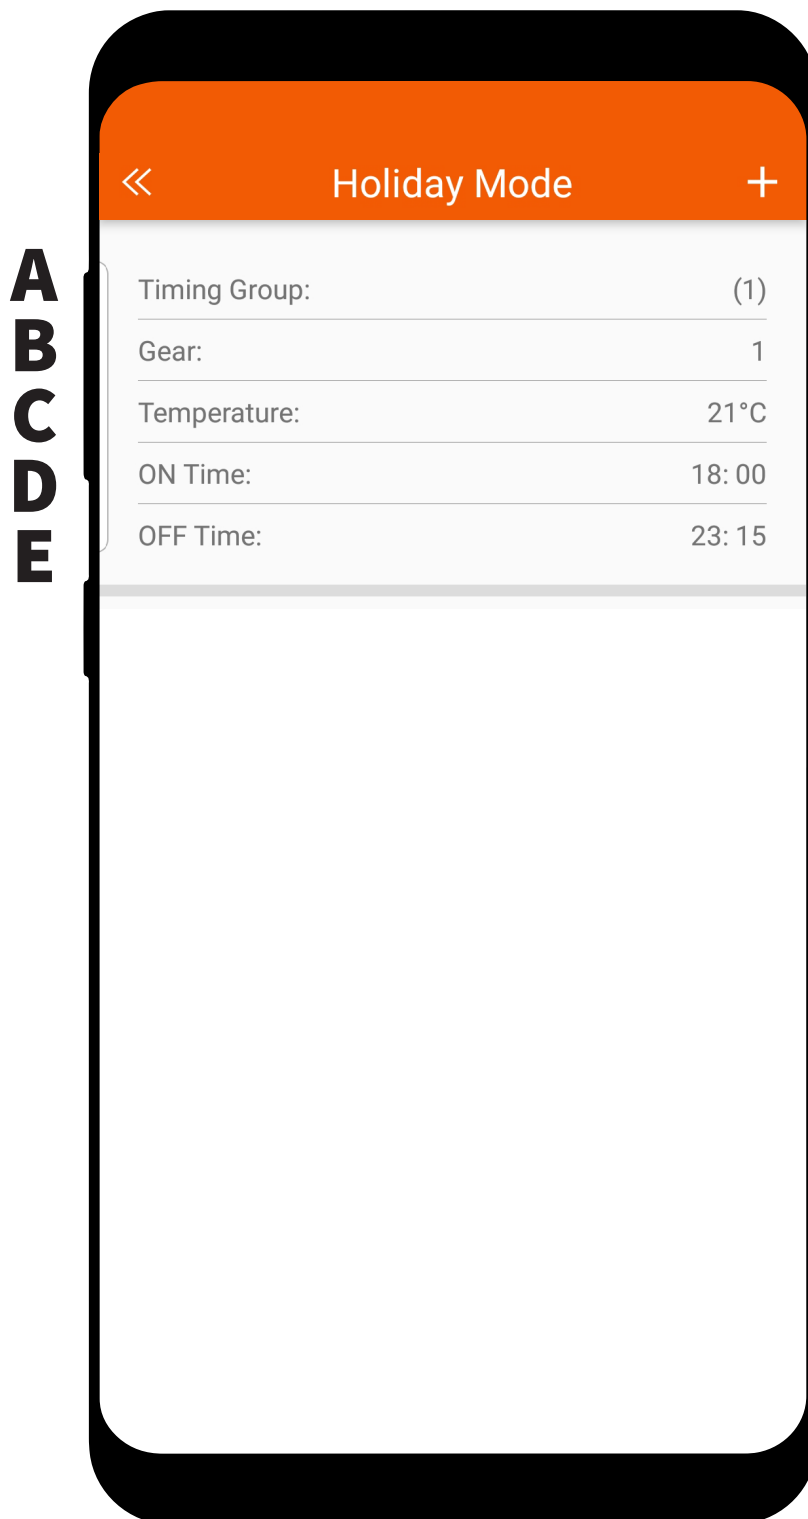 Holiday Mode +
A Timing Group: (1)
B Gear: 1
C Temperature: 21°C
D ON Time: 18: 00
E OFF Time: 23: 15